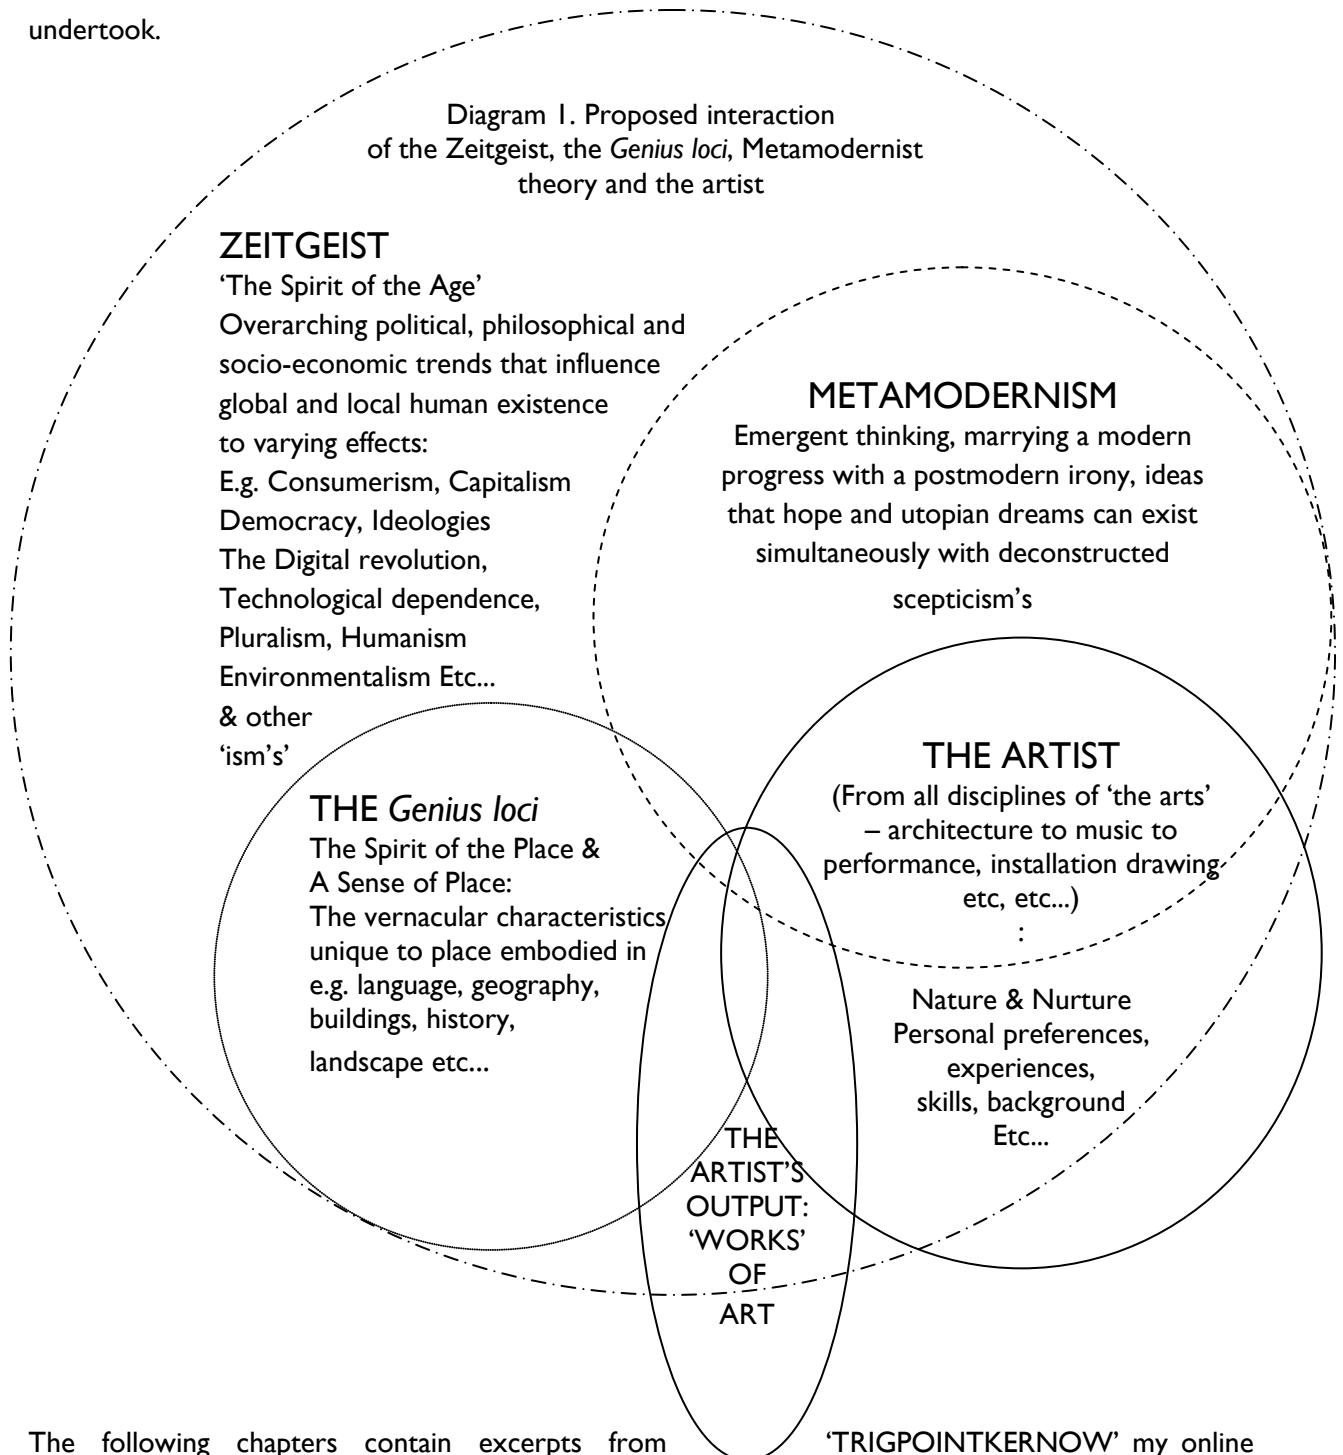 undertook.
Diagram 1. Proposed interaction
of the Zeitgeist, the Genius loci, Metamodernist
theory and the artist
ZEITGEIST
‘The Spirit of the Age’
Overarching political, philosophical and
socio-economic trends that influence
global and local human existence
to varying effects:
E.g. Consumerism, Capitalism
Democracy, Ideologies
The Digital revolution,
Technological dependence,
Pluralism, Humanism
Environmentalism Etc...
& other
‘ism’s’
METAMODERNISM
Emergent thinking, marrying a modern
progress with a postmodern irony, ideas
that hope and utopian dreams can exist
simultaneously with deconstructed
scepticism’s
THE ARTIST
(From all disciplines of ‘the arts’
– architecture to music to
performance, installation drawing
etc, etc...)
:
Nature & Nurture
Personal preferences,
experiences,
skills, background
Etc...
THE Genius loci
The Spirit of the Place &
A Sense of Place:
The vernacular characteristics
unique to place embodied in
e.g. language, geography,
buildings, history,
landscape etc...
THE
ARTIST’S
OUTPUT:
‘WORKS’
OF
ART
The following chapters contain excerpts from ‘TRIGPOINTKERNOW’ my online